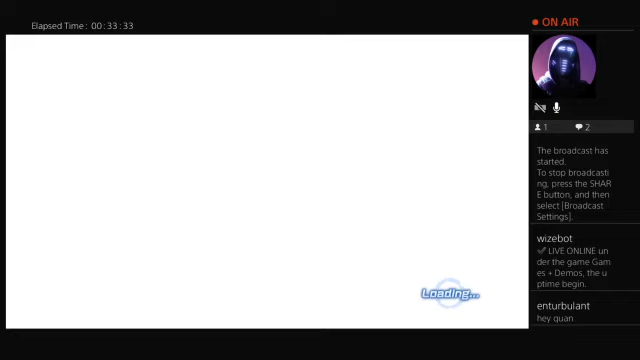 Elapsed Time : 00 : 33 : 33
ON AIR
1
2
The broadcast has
started.
To stop broadcasti
ng, press the SHAR
E button, and then
select [Broadcast
Settings].
wizebot
✓ LIVE ONLINE un
der the game Gam
es + Demos, the u
ptime begin.
enturbulant
hey quan
Loading...